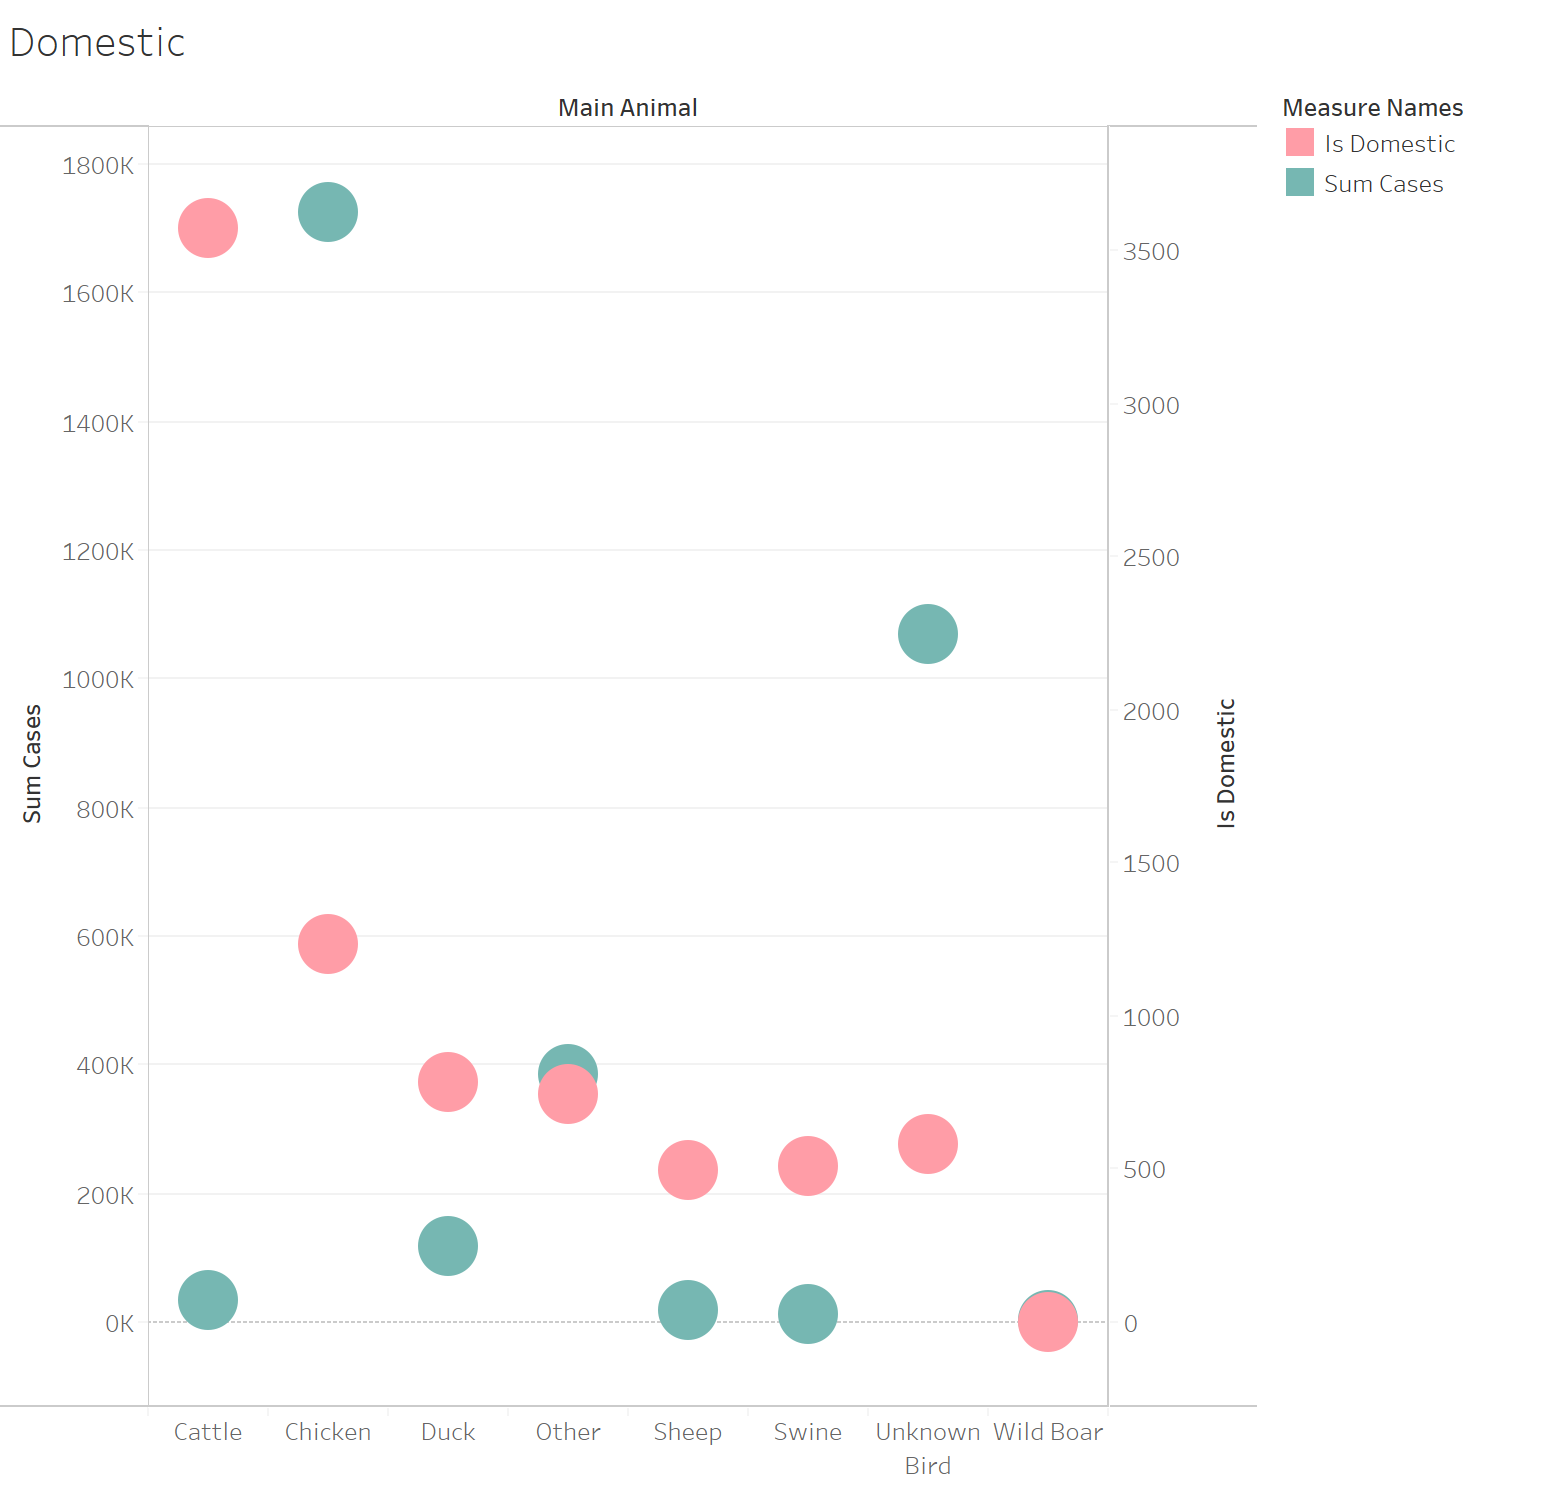 Domestic
Main Animal
Measure Names
Is Domestic
Sum Cases
1800K
1600K
1400K
1200K
1000K
800K
600K
400K
200K
0K
Sum Cases
3500
3000
2500
2000
1500
1000
500
0
Is Domestic
Cattle
Chicken
Duck
Other
Sheep
Swine
Unknown
Bird
Wild Boar